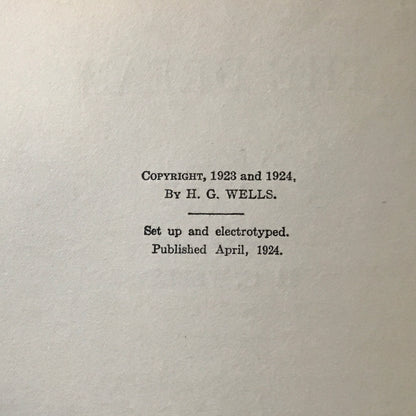 COPYRIGHT, 1923 and 1924,
BY H. G. WELLS.
Set up and electrotyped.
Published April, 1924.